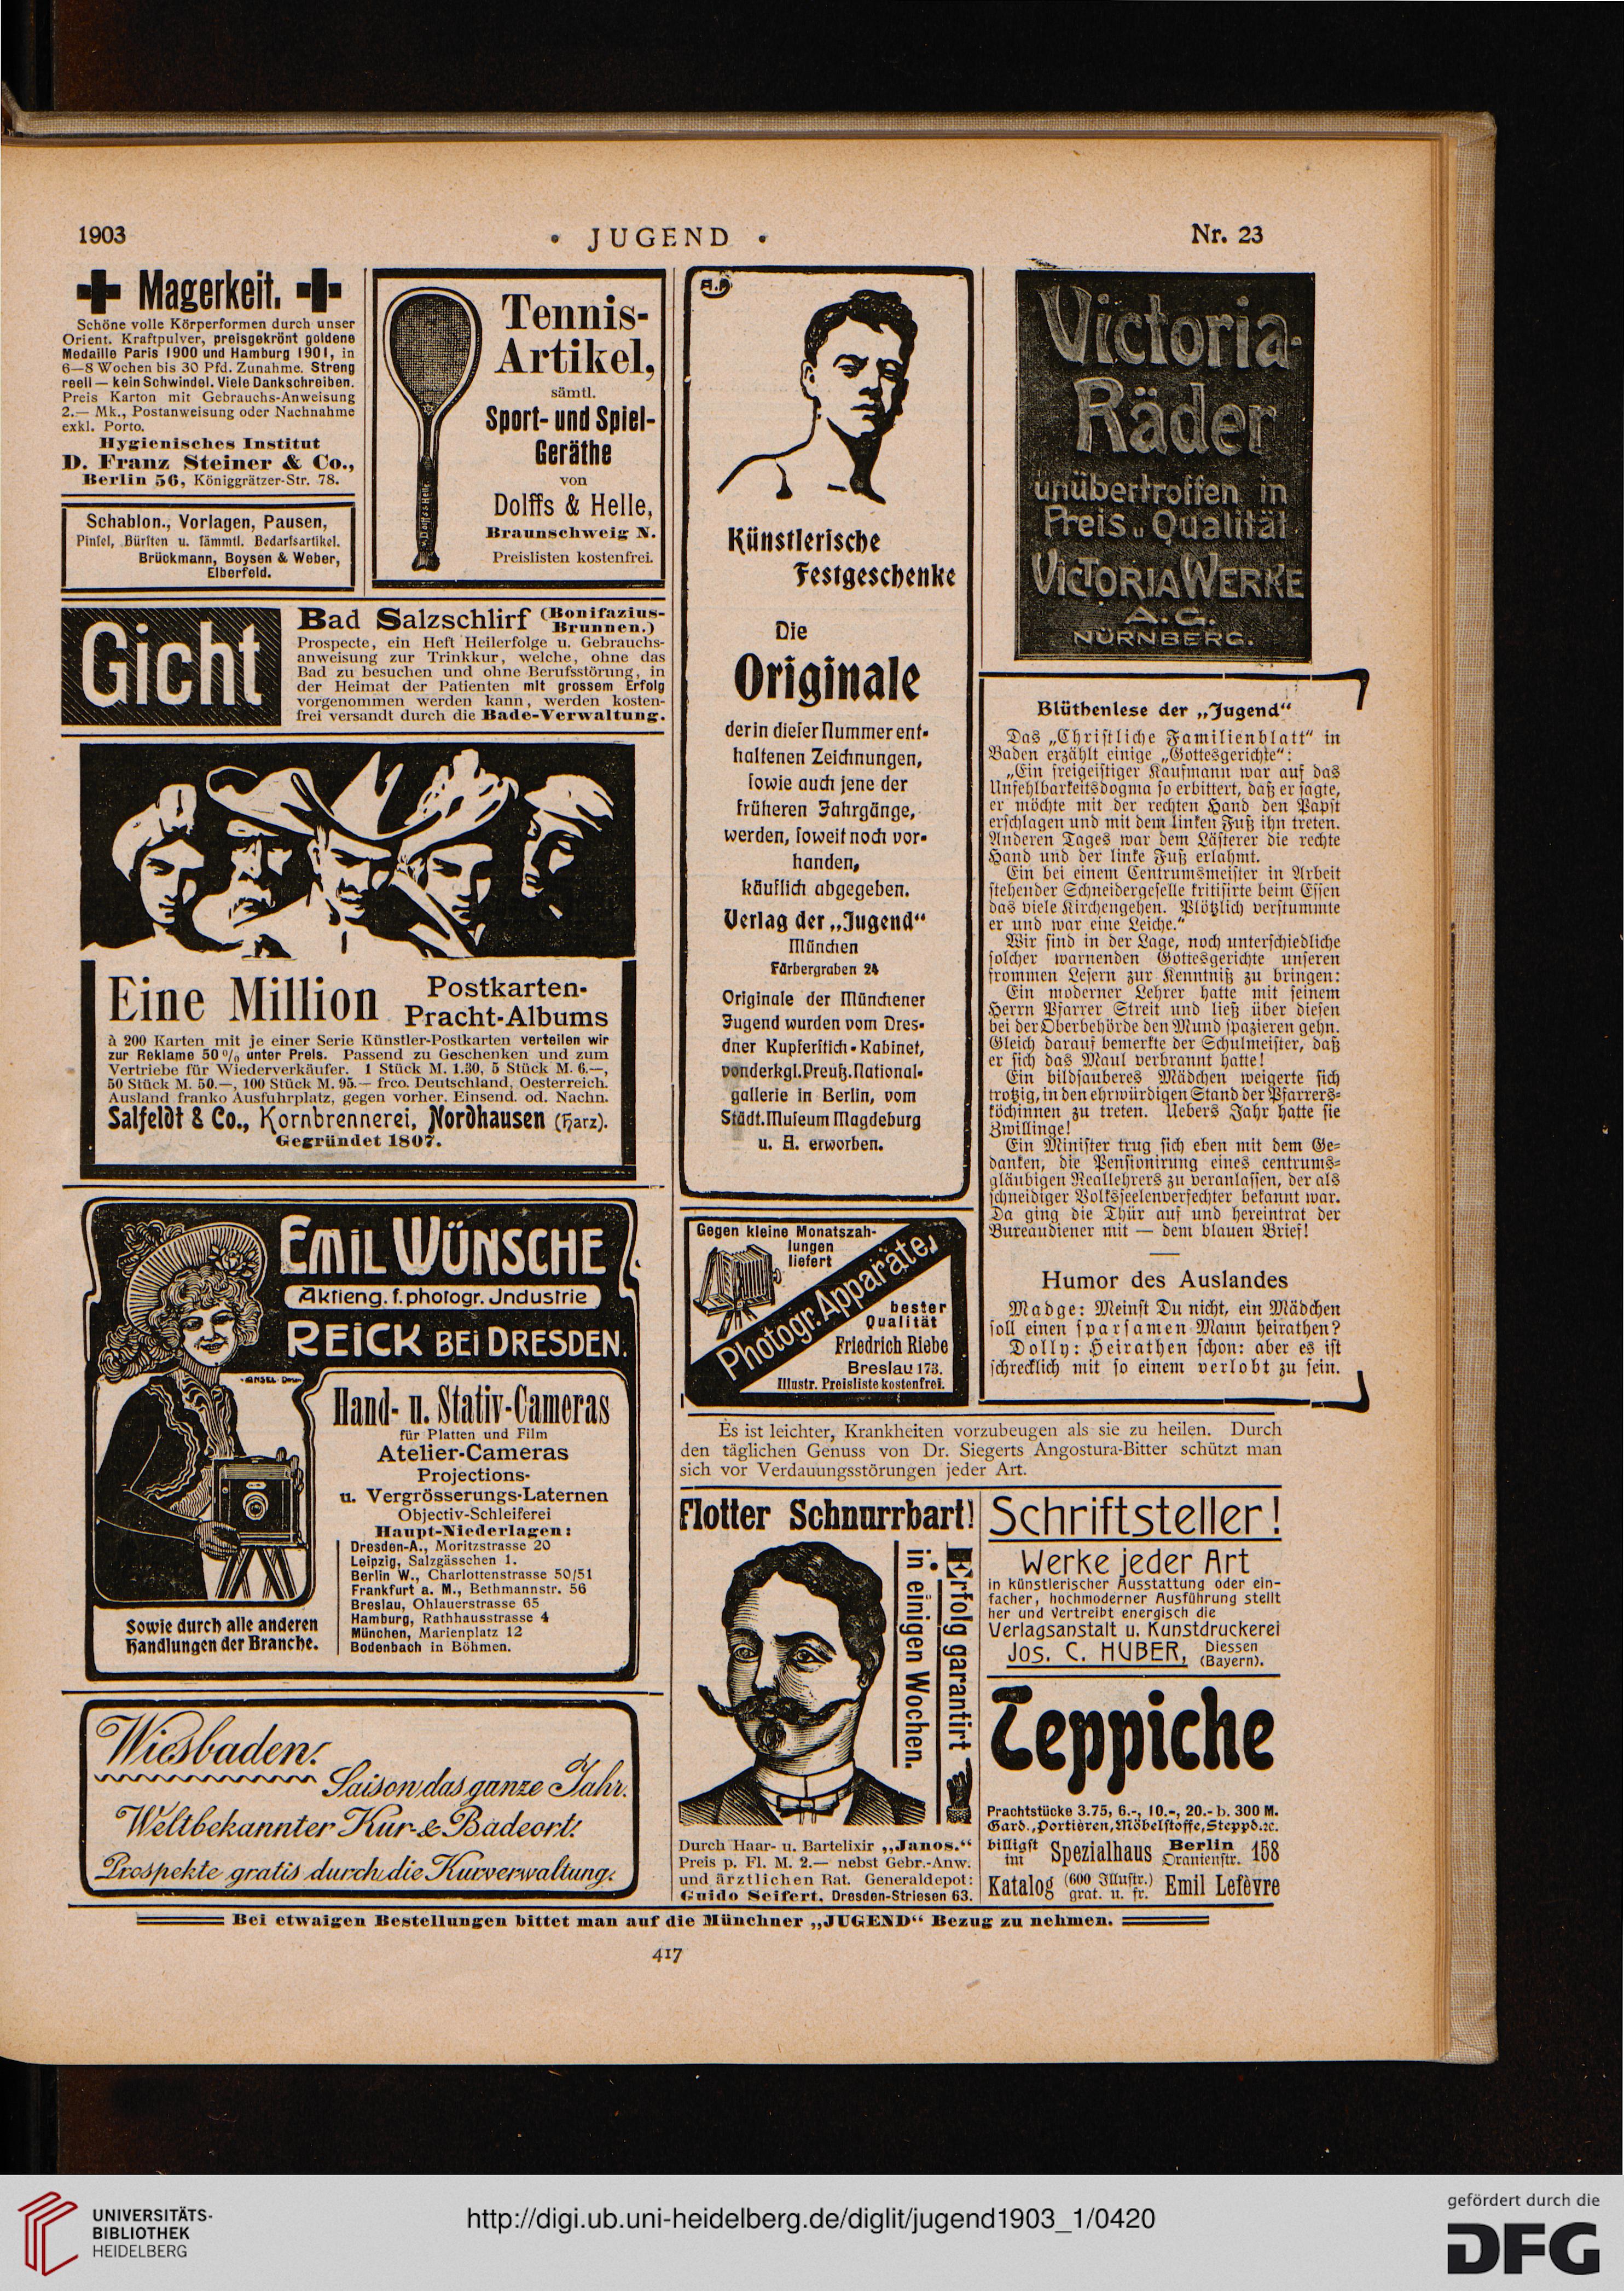 1903
• JUGEND •
Nr. 23
Magerkeit.
Schöne volle Körperformen durch unser
Orient. Kraftpulver, preisgekrönt goldene
Medaille Paris 1900 und Hamburg 1901, in
6—8 Wochen bis 30 Pfd. Zunahme. Streng
reell — kein Schwindel. Viele Dankschreiben.
Preis Karton mit Gebrauchs-Anweisung
2.— Mk., Postanweisung oder Nachnahme
exkl. Porto.
Hygienisches Institut
D. Franz Steiner & Co.,
Berlin 56, Königgrätzer-Str. 78.
Schablon., Vorlagen, Pausen,
Pinsel, Bürsten u. sämmtl. Bedarfsartikel.
Brückmann, Boysen & Weber,
Elberfeld.
Tennis-
Artikel,
sämtl.
Sport- und Spiel-
Geräthe
von
Dolffs & Helle,
Braunschweig N.
Preislisten kostenfrei.
v. Dolffs & Helle.
Gicht
Bad Salzschlirf (Bonifazius-
Brunnen.)
Prospecte, ein Heft Heilerfolge u. Gebrauchs-
anweisung zur Trinkkur, welche, ohne das
Bad zu besuchen und ohne Berufsstörung, in
der Heimat der Patienten mit grossem Erfolg
vorgenommen werden kann, werden kosten-
frei versandt durch die Bade-Verwaltung.
Eine Million Postkarten-
Pracht-Albums
à 200 Karten mit je einer Serie Künstler-Postkarten verteilen wir
zur Reklame 50% unter Preis. Passend zu Geschenken und zum
Vertriebe für Wiederverkäufer. 1 Stück M. 1.30, 5 Stück M. 6.—,
50 Stück M. 50.—, 100 Stück M. 95.— frco. Deutschland, Oesterreich.
Ausland franko Ausfuhrplatz, gegen vorher. Einsend. od. Nachn.
Salfeldt & Co., Kornbrennerei, Nordhausen (Harz).
Gegründet 1807.
EMIL WÜNSCHE
Aktieng. f. photogr. Jndustrie
REICK BEI DRESDEN.
Hand- u. Stativ-Cameras
für Platten und Film
Atelier-Cameras
Projections-
u. Vergrösserungs-Laternen
Objectiv-Schleiferei
Haupt-Niederlagen:
Dresden-A., Moritzstrasse 20
Leipzig, Salzgässchen 1.
Berlin W., Charlottenstrasse 50/51
Frankfurt a. M., Bethmannstr. 56
Breslau, Ohlauerstrasse 65
Hamburg, Rathhausstrasse 4
München, Marienplatz 12
Bodenbach in Böhmen.
Sowie durch alle anderen
Handlungen der Branche.
Wiesbaden.
Saison das ganze Jahr.
Weltbekannter Kur- & Badeort.
Prospekte gratis durch die Kurverwaltung.
Künstlerische
Festgeschenke
Die
Originale
der in dieser Nummer ent-
haltenen Zeichnungen,
sowie auch jene der
früheren Jahrgänge,
werden, soweit noch vor-
handen,
käuflich abgegeben.
Verlag der „Jugend“
München
Färbergraben 24
Originale der Münchener
Jugend wurden vom Dres-
dner Kupferstich-Kabinet,
von der kgl. Preuß. National-
gallerie in Berlin, vom
Städt. Museum Magdeburg
u. A. erworben.
Gegen kleine Monatszah-
lungen
liefert
Photogr. Apparate,
bester
Qualität
Friedrich Riebe
Breslau 173.
Illustr. Preisliste kostenfrei.
Victoria-
Räder
unübertroffen in
Preis u. Qualität
VICTORIA WERKE
A. G.
NÜRNBERG.
Blüthenlese der „Jugend“
Das „Christliche Familienblatt“ in
Baden erzählt einige „Gottesgerichte“:
„Ein freigeistiger Kaufmann war auf das
Unfehlbarkeitsdogma so erbittert, daß er sagte,
er möchte mit der rechten Hand den Papst
erschlagen und mit dem linken Fuß ihn treten.
Anderen Tages war dem Lästerer die rechte
Hand und der linke Fuß erlahmt.
Ein bei einem Centrumsmeister in Arbeit
stehender Schneidergeselle kritisirte beim Essen
das viele Kirchengehen. Plötzlich verstummte
er und war eine Leiche.“
Wir sind in der Lage, noch unterschiedliche
solcher warnenden Gottesgerichte unseren
frommen Lesern zur Kenntniß zu bringen:
Ein moderner Lehrer hatte mit seinem
Herrn Pfarrer Streit und ließ über diesen
bei der Oberbehörde den Mund spazieren gehn.
Gleich darauf bemerkte der Schulmeister, daß
er sich das Maul verbrannt hatte!
Ein bildsauberes Mädchen weigerte sich
trotzig, in den ehrwürdigen Stand der Pfarrers-
köchinnen zu treten. Uebers Jahr hatte sie
Zwillinge!
Ein Minister trug sich eben mit dem Ge-
danken, die Pensionirung eines centrums-
gläubigen Reallehrers zu veranlassen, der als
schneidiger Volksseelenverfechter bekannt war.
Da ging die Thür auf und hereintrat der
Bureaudiener mit — dem blauen Brief!
Humor des Auslandes
Madge: Meinst Du nicht, ein Mädchen
soll einen sparsamen Mann heirathen?
Dolly: Heirathen schon: aber es ist
schrecklich mit so einem verlobt zu sein.
Es ist leichter, Krankheiten vorzubeugen als sie zu heilen. Durch
den täglichen Genuss von Dr. Siegerts Angostura-Bitter schützt man
sich vor Verdauungsstörungen jeder Art.
Flotter Schnurrbart!
Erfolg garantirt
in einigen Wochen.
Durch Haar- u. Bartelixir „Janos.“
Preis p. Fl. M. 2.— nebst Gebr.-Anw.
und ärztlichen Rat. Generaldepot:
Guido Seifert, Dresden-Striesen 63.
Schriftsteller!
Werke jeder Art
in künstlerischer Ausstattung oder ein-
facher, hochmoderner Ausführung stellt
her und vertreibt energisch die
Verlagsanstalt u. Kunstdruckerei
JOS. C. HUBER, Diessen
(Bayern).
Teppiche
Prachtstücke 3.75, 6.-, 10.-, 20.- b. 300 M.
Gard., Portièren, Möbelstoffe, Steppd. ꝛc.
billigst im Spezialhaus Berlin Oranienstr. 158
Katalog (600 Illustr.) grat. u. fr. Emil Lefèvre
Bei etwaigen Bestellungen bittet man auf die Münchner „JUGEND“ Bezug zu nehmen.
417
UNIVERSITÄTS-
BIBLIOTHEK
HEIDELBERG
http://digi.ub.uni-heidelberg.de/diglit/jugend1903_1/0420
gefördert durch die
DFG